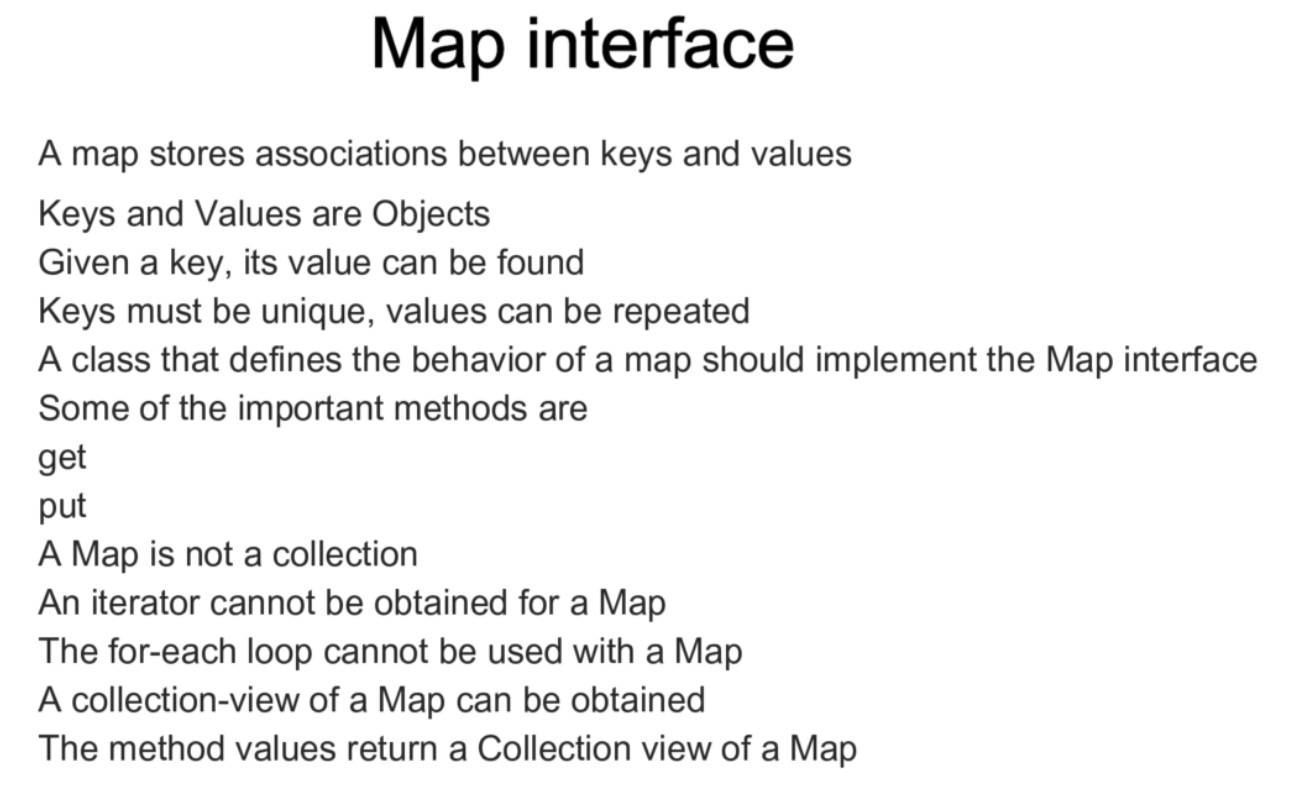 Map interface
A map stores associations between keys and values
Keys and Values are Objects
Given a key, its value can be found
Keys must be unique, values can be repeated
A class that defines the behavior of a map should implement the Map interface
Some of the important methods are
get
put
A Map is not a collection
An iterator cannot be obtained for a Map
The for-each loop cannot be used with a Map
A collection-view of a Map can be obtained
The method values return a Collection view of a Map